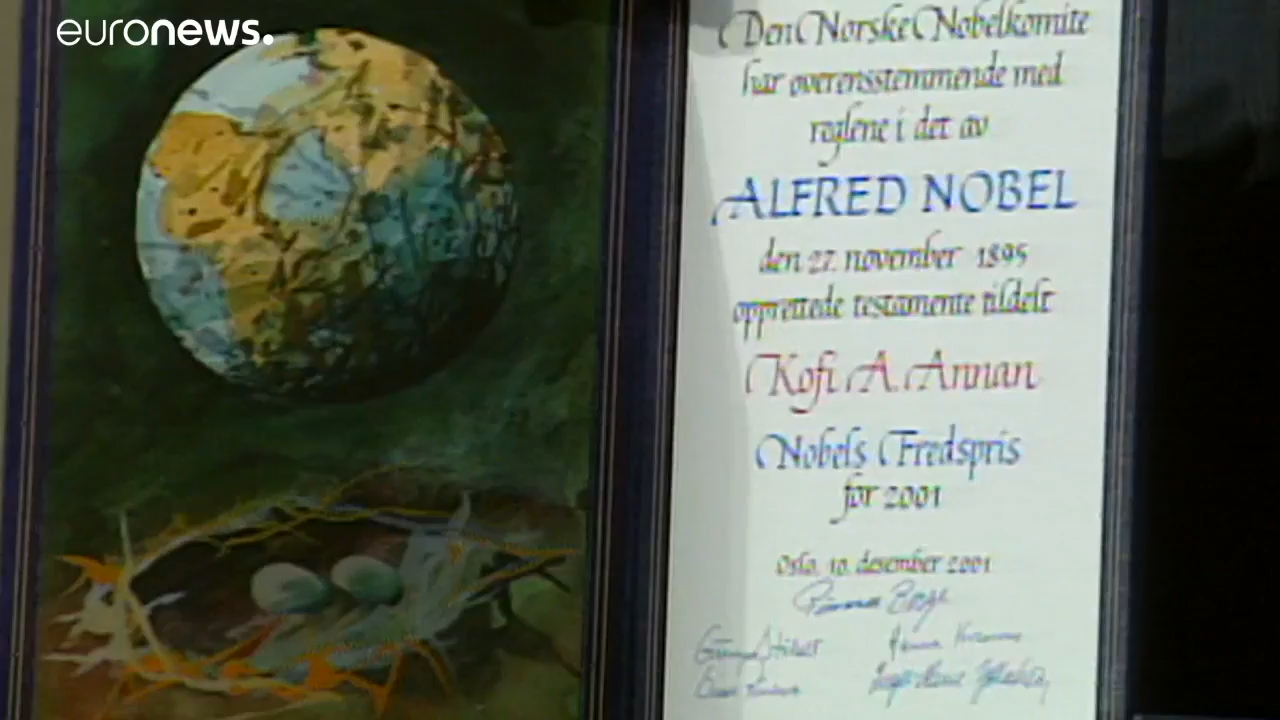 euronews.
Den Norske Nobelkomite
har overensstemmende med
reglene i det av
ALFRED NOBEL
den 27. november 1895
opprettede testamente tildelt
Kofi A. Annan
Nobels Fredspris
for 2001
Oslo, 10. desember 2001